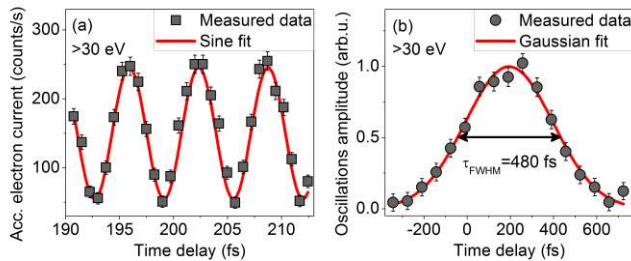 (a)
Measured data
Sine fit
>30 eV
Acc. electron current (counts/s)
300
200
100
0
190
195
200
205
210
Time delay (fs)
(b)
Measured data
Gaussian fit
>30 eV
Oscillations amplitude (arb.u.)
1.0
0.5
0.0
τFWHM=480 fs
-200
0
200
400
600
Time delay (fs)